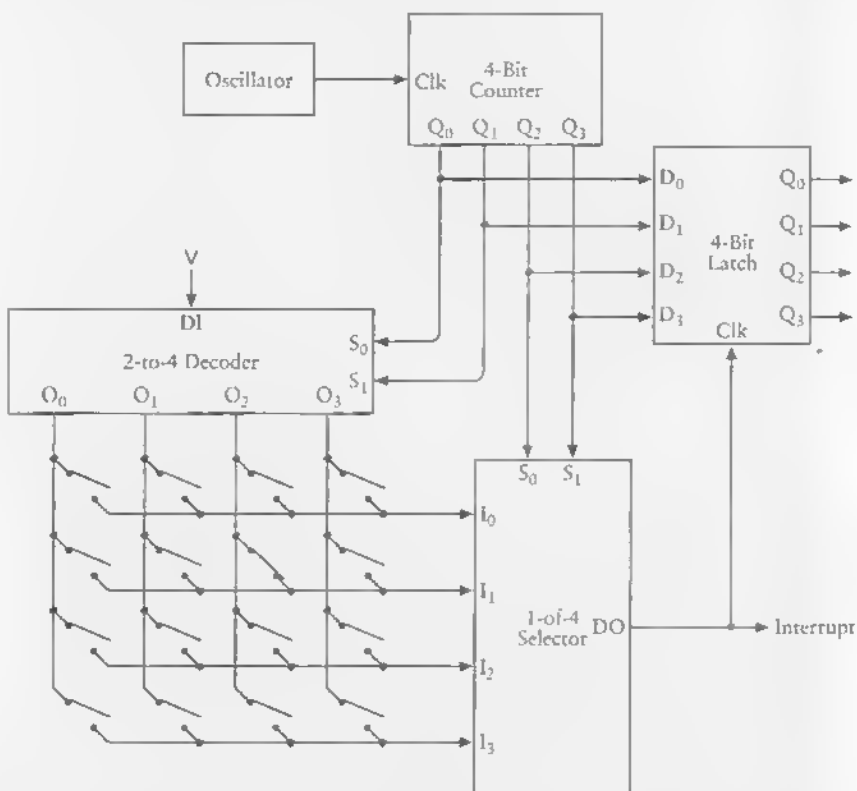 Oscillator
4-Bit
Counter
Clk
Q₀ Q₁ Q₂ Q₃
D₀
D₁
D₂
D₃
4-Bit
Latch
Clk
Q₀
Q₁
Q₂
Q₃
V
DI
2-to-4 Decoder
S₀
S₁
O₀ O₁ O₂ O₃
S₀ S₁
I₀
I₁
I₂
I₃
1-of-4
Selector
DO
Interrupt